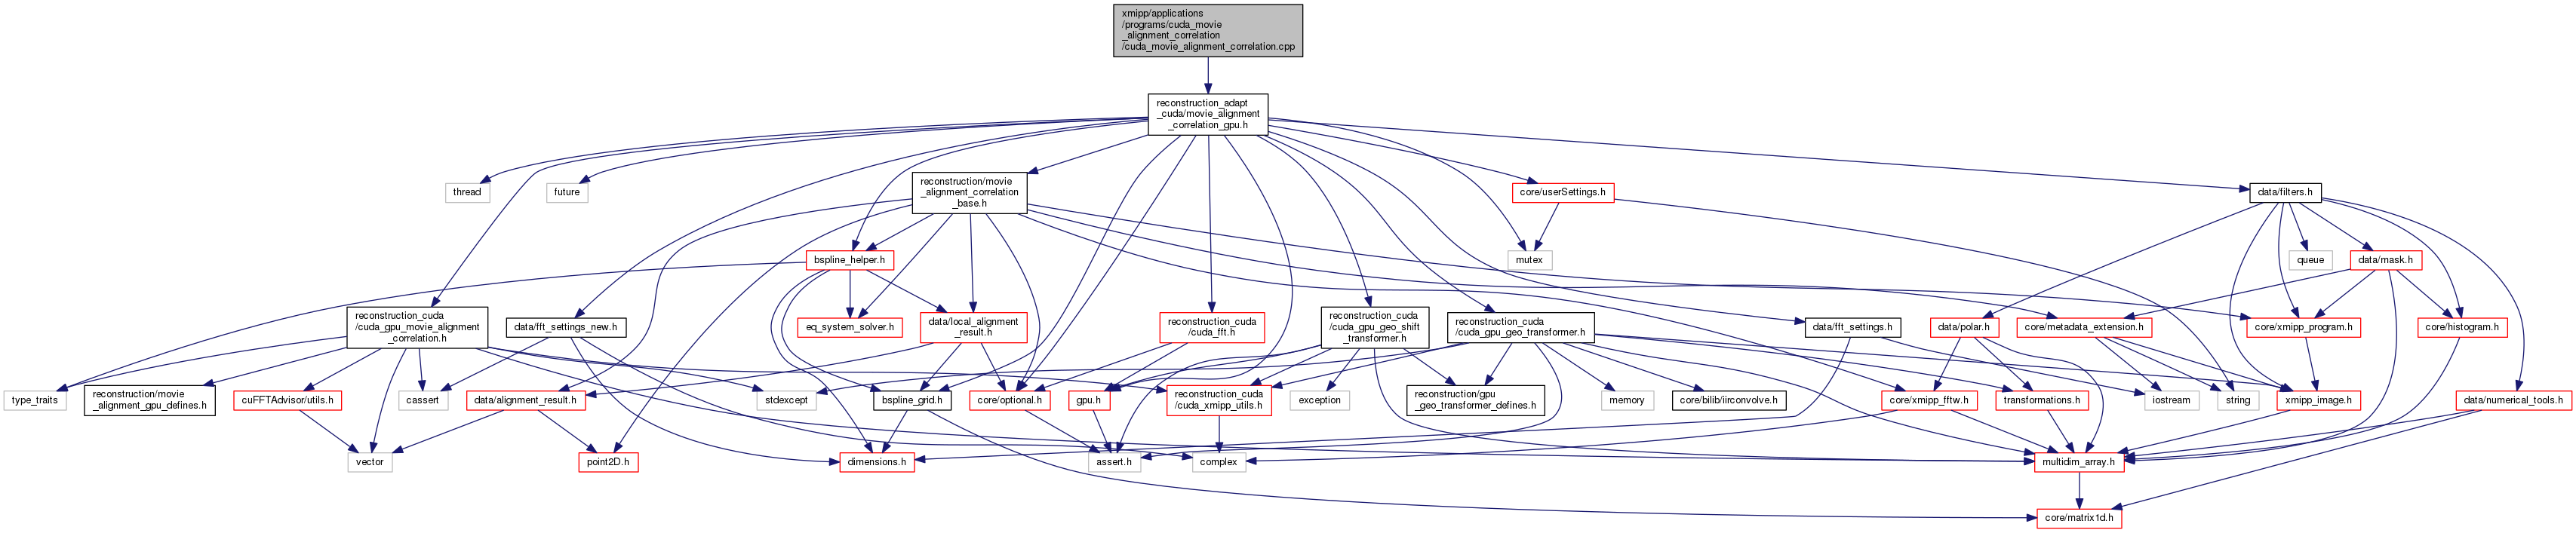 xmipp/applications
/programs/cuda_movie
_alignment_correlation
/cuda_movie_alignment_correlation.cpp
reconstruction_adapt
_cuda/movie_alignment
_correlation_gpu.h
thread
future
reconstruction/movie
_alignment_correlation
_base.h
core/userSettings.h
data/filters.h
bspline_helper.h
mutex
queue
data/mask.h
reconstruction_cuda
/cuda_gpu_movie_alignment
_correlation.h
data/fft_settings_new.h
eq_system_solver.h
data/local_alignment
_result.h
reconstruction_cuda
/cuda_fft.h
reconstruction_cuda
/cuda_gpu_geo_shift
_transformer.h
reconstruction_cuda
/cuda_gpu_geo_transformer.h
data/fft_settings.h
data/polar.h
core/metadata_extension.h
core/xmipp_program.h
core/histogram.h
type_traits
reconstruction/movie
_alignment_gpu_defines.h
cuFFTAdvisor/utils.h
cassert
data/alignment_result.h
stdexcept
bspline_grid.h
core/optional.h
gpu.h
reconstruction_cuda
/cuda_xmipp_utils.h
exception
reconstruction/gpu
_geo_transformer_defines.h
memory
core/bilib/iirconvolve.h
core/xmipp_fftw.h
transformations.h
iostream
string
xmipp_image.h
data/numerical_tools.h
vector
point2D.h
dimensions.h
assert.h
complex
multidim_array.h
core/matrix1d.h